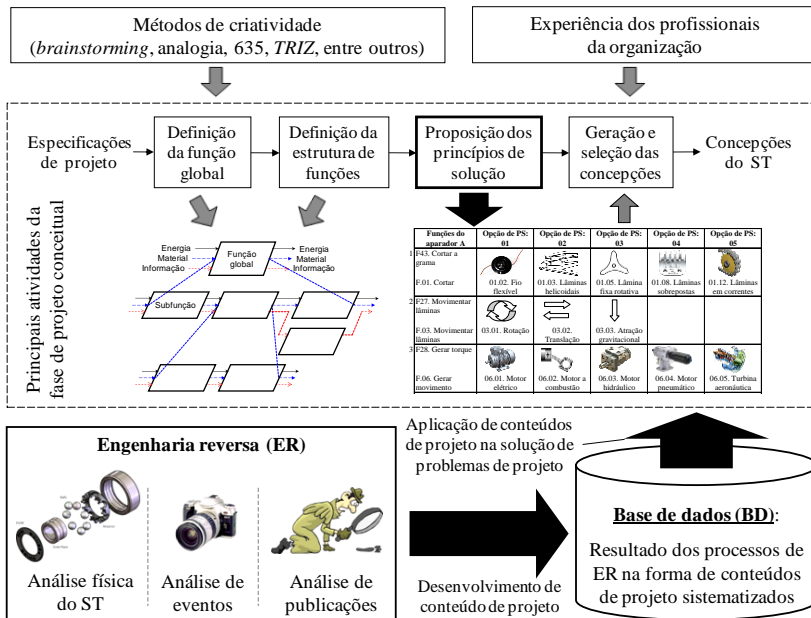 Métodos de criatividade
(brainstorming, analogia, 635, TRIZ, entre outros)
Experiência dos profissionais
da organização
Especificações
de projeto
Definição
da função
global
Definição da
estrutura de
funções
Proposição dos
princípios de
solução
Geração e
seleção das
concepções
Concepções
do ST
Principais atividades da
fase de projeto conceitual
Energia
Material
Informação
Função
global
Energia
Material
Informação
Subfunção
Funções do
aparador A
Opção de PS:
01
Opção de PS:
02
Opção de PS:
03
Opção de PS:
04
Opção de PS:
05
1 F43. Cortar a
grama
F.01. Cortar
01.02. Fio
flexível
01.03. Lâminas
helicoidais
01.05. Lâmina
fixa rotativa
01.08. Lâminas
sobrepostas
01.12. Lâminas
em correntes
2 F27. Movimentar
lâminas
F.03. Movimentar
lâminas
03.01. Rotação
03.02.
Translação
03.03. Atração
gravitacional
3 F28. Gerar torque
F.06. Gerar
movimento
06.01. Motor
elétrico
06.02. Motor a
combustão
06.03. Motor
hidráulico
06.04. Motor
pneumático
06.05. Turbina
aeronáutica
Engenharia reversa (ER)
Análise física
do ST
Análise de
eventos
Análise de
publicações
Aplicação de conteúdos
de projeto na solução de
problemas de projeto
Desenvolvimento de
conteúdo de projeto
Base de dados (BD):
Resultado dos processos de
ER na forma de conteúdos
de projeto sistematizados